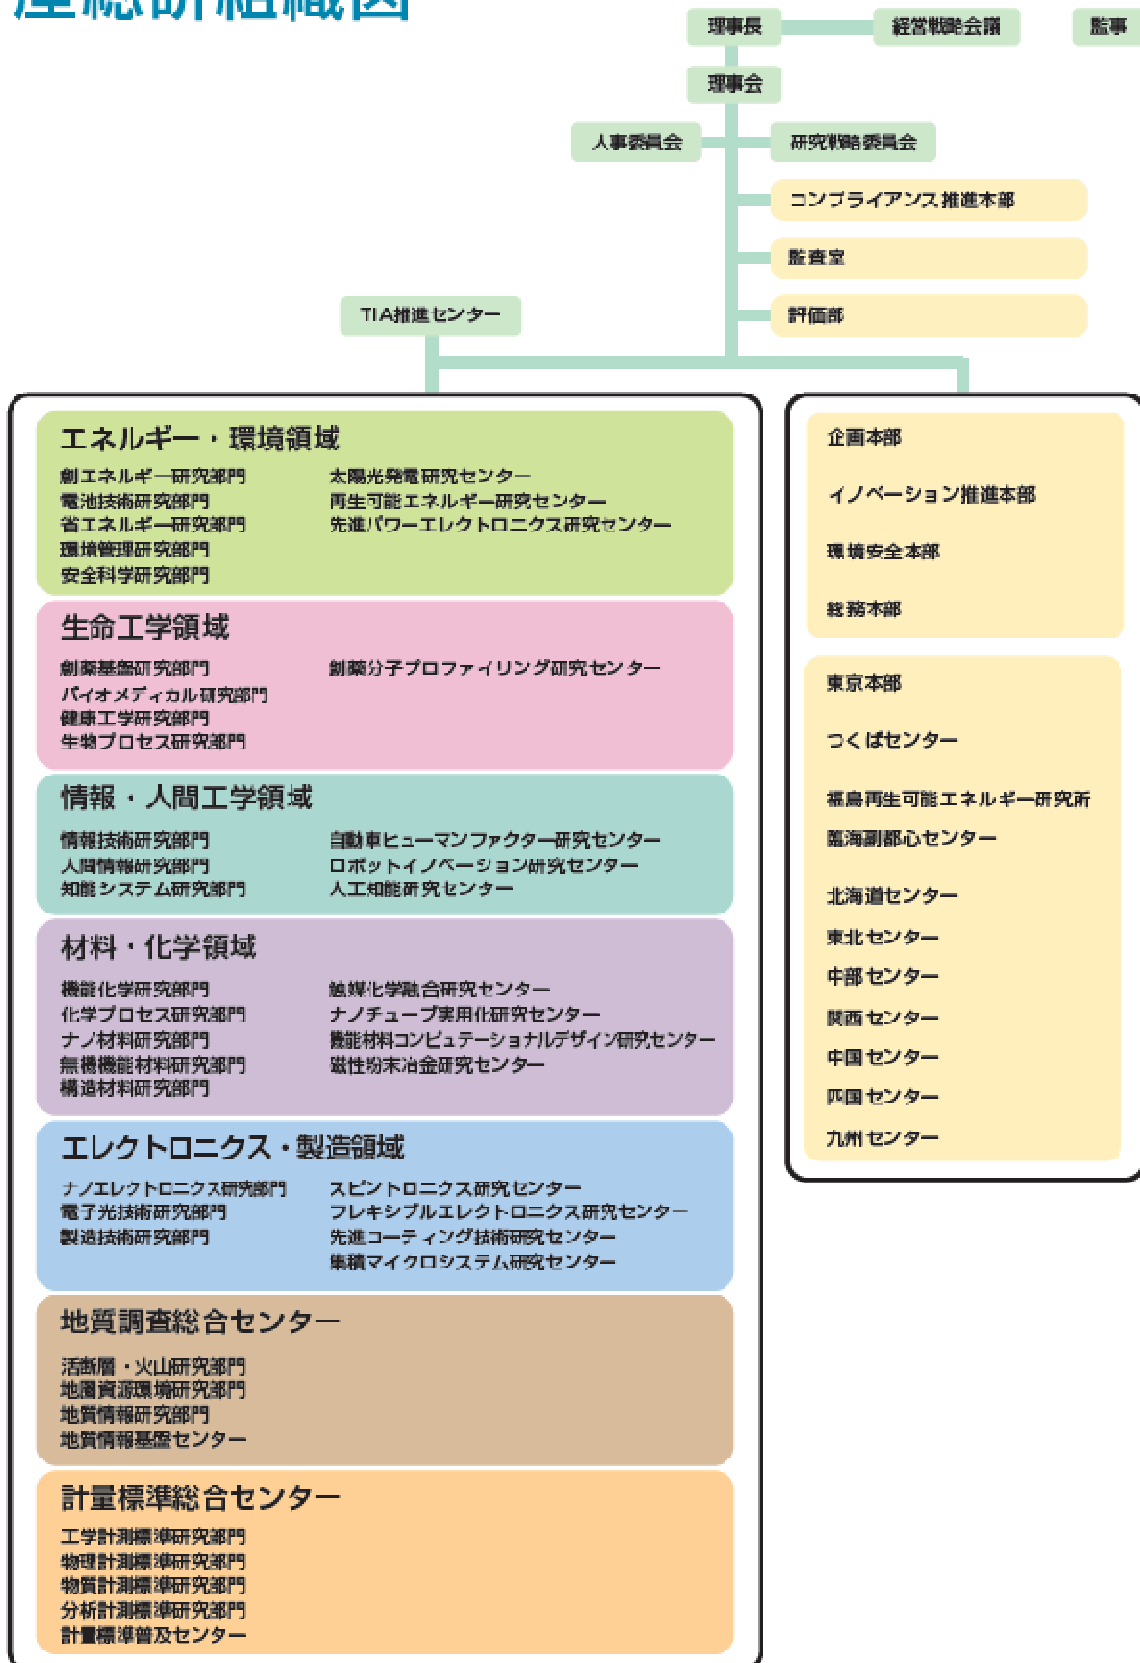 産総研組織図
理事長
経営戦略会議
監事
理事会
人事委員会
研究戦略委員会
コンプライアンス推進本部
監査室
評価部
TIA推進センター
エネルギー・環境領域
創エネルギー研究部門
太陽光発電研究センター
電池技術研究部門
再生可能エネルギー研究センター
省エネルギー研究部門
先進パワーエレクトロニクス研究センター
環境管理研究部門
安全科学研究部門
生命工学領域
創薬基盤研究部門
創薬分子プロファイリング研究センター
バイオメディカル研究部門
健康工学研究部門
生物プロセス研究部門
情報・人間工学領域
情報技術研究部門
自動車ヒューマンファクター研究センター
人間情報研究部門
ロボットイノベーション研究センター
知能システム研究部門
人工知能研究センター
材料・化学領域
機能化学研究部門
触媒化学融合研究センター
化学プロセス研究部門
ナノチューブ実用化研究センター
ナノ材料研究部門
機能材料コンピュテーショナルデザイン研究センター
無機機能材料研究部門
磁性粉末冶金研究センター
構造材料研究部門
エレクトロニクス・製造領域
ナノエレクトロニクス研究部門
スピントロニクス研究センター
電子光技術研究部門
フレキシブルエレクトロニクス研究センター
製造技術研究部門
先進コーティング技術研究センター
集積マイクロシステム研究センター
地質調査総合センター
活断層・火山研究部門
地圏資源環境研究部門
地質情報研究部門
地質情報基盤センター
計量標準総合センター
工学計測標準研究部門
物理計測標準研究部門
物質計測標準研究部門
分析計測標準研究部門
計量標準普及センター
企画本部
イノベーション推進本部
環境安全本部
総務本部
東京本部
つくばセンター
福島再生可能エネルギー研究所
臨海副都心センター
北海道センター
東北センター
中部センター
関西センター
中国センター
四国センター
九州センター